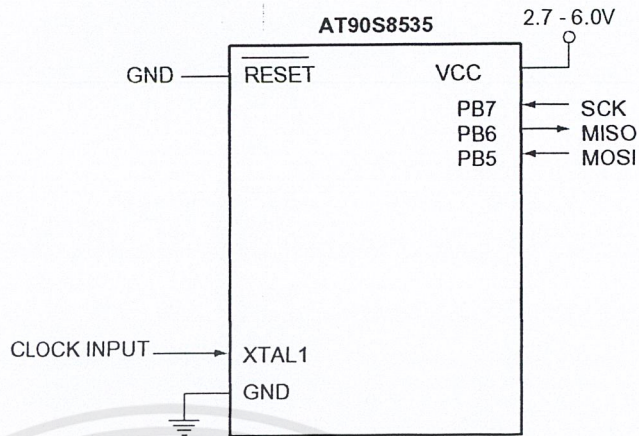 AT90S8535
2.7 - 6.0V
GND
RESET
VCC
PB7
SCK
PB6
MISO
PB5
MOSI
CLOCK INPUT
XTAL1
GND